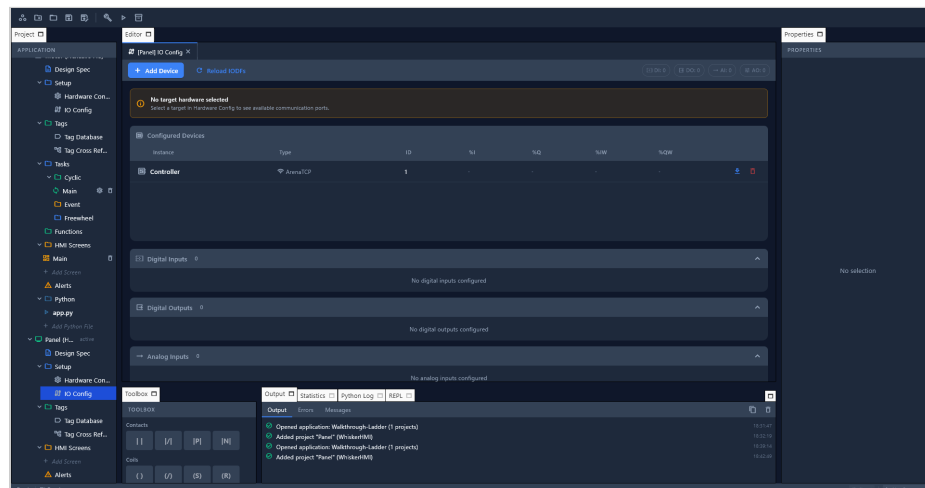 Project
APPLICATION
Design Spec
Setup
Hardware Con...
IO Config
Tags
Tag Database
Tag Cross Ref...
Tasks
Cyclic
Main
Event
Freewheel
Functions
HMI Screens
Main
+ Add Screen
Alerts
Python
app.py
+ Add Python File
Panel (H... active
Design Spec
Setup
Hardware Con...
IO Config
Tags
Tag Database
Tag Cross Ref...
HMI Screens
+ Add Screen
Alerts
Editor
[Panel] IO Config ×
+ Add Device Reload IODFs
DO: 0 AI: 0 AO: 0
No target hardware selected
Select a target in Hardware Config to see available communication ports.
Configured Devices
Instance Type ID %I %Q %IW %QW
Controller ArenaTCP 1 - - - -
Digital Inputs 0
No digital inputs configured
Digital Outputs 0
No digital outputs configured
Analog Inputs 0
No analog inputs configured
Toolbox
TOOLBOX
Contacts
[ ] [/] [P] [N]
Coils
( ) (/) (S) (R)
Output Statistics Python Log REPL
Output Errors Messages
Opened application: Walkthrough-Ladder (1 projects)
Added project "Panel" (WhiskerHMI)
Opened application: Walkthrough-Ladder (1 projects)
Added project "Panel" (WhiskerHMI)
Properties
PROPERTIES
No selection